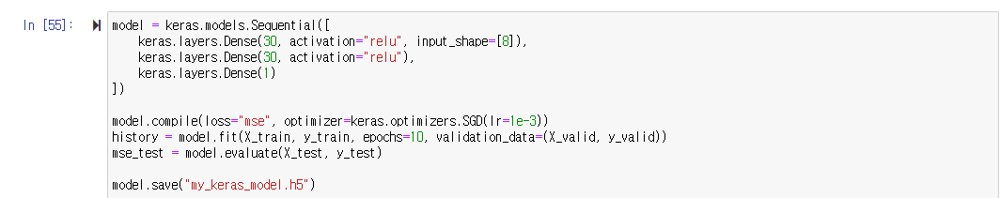 In [55]:
model = keras.models.Sequential([
    keras.layers.Dense(30, activation="relu", input_shape=[8]),
    keras.layers.Dense(30, activation="relu"),
    keras.layers.Dense(1)
])

model.compile(loss="mse", optimizer=keras.optimizers.SGD(lr=1e-3))
history = model.fit(X_train, y_train, epochs=10, validation_data=(X_valid, y_valid))
mse_test = model.evaluate(X_test, y_test)

model.save("my_keras_model.h5")